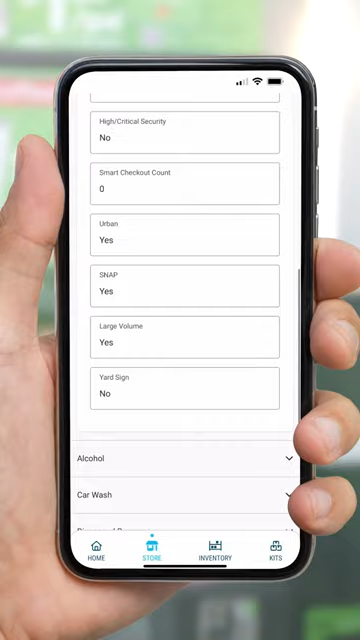 High/Critical Security
No
Smart Checkout Count
0
Urban
Yes
SNAP
Yes
Large Volume
Yes
Yard Sign
No
Alcohol
Car Wash
HOME
STORE
INVENTORY
KITS